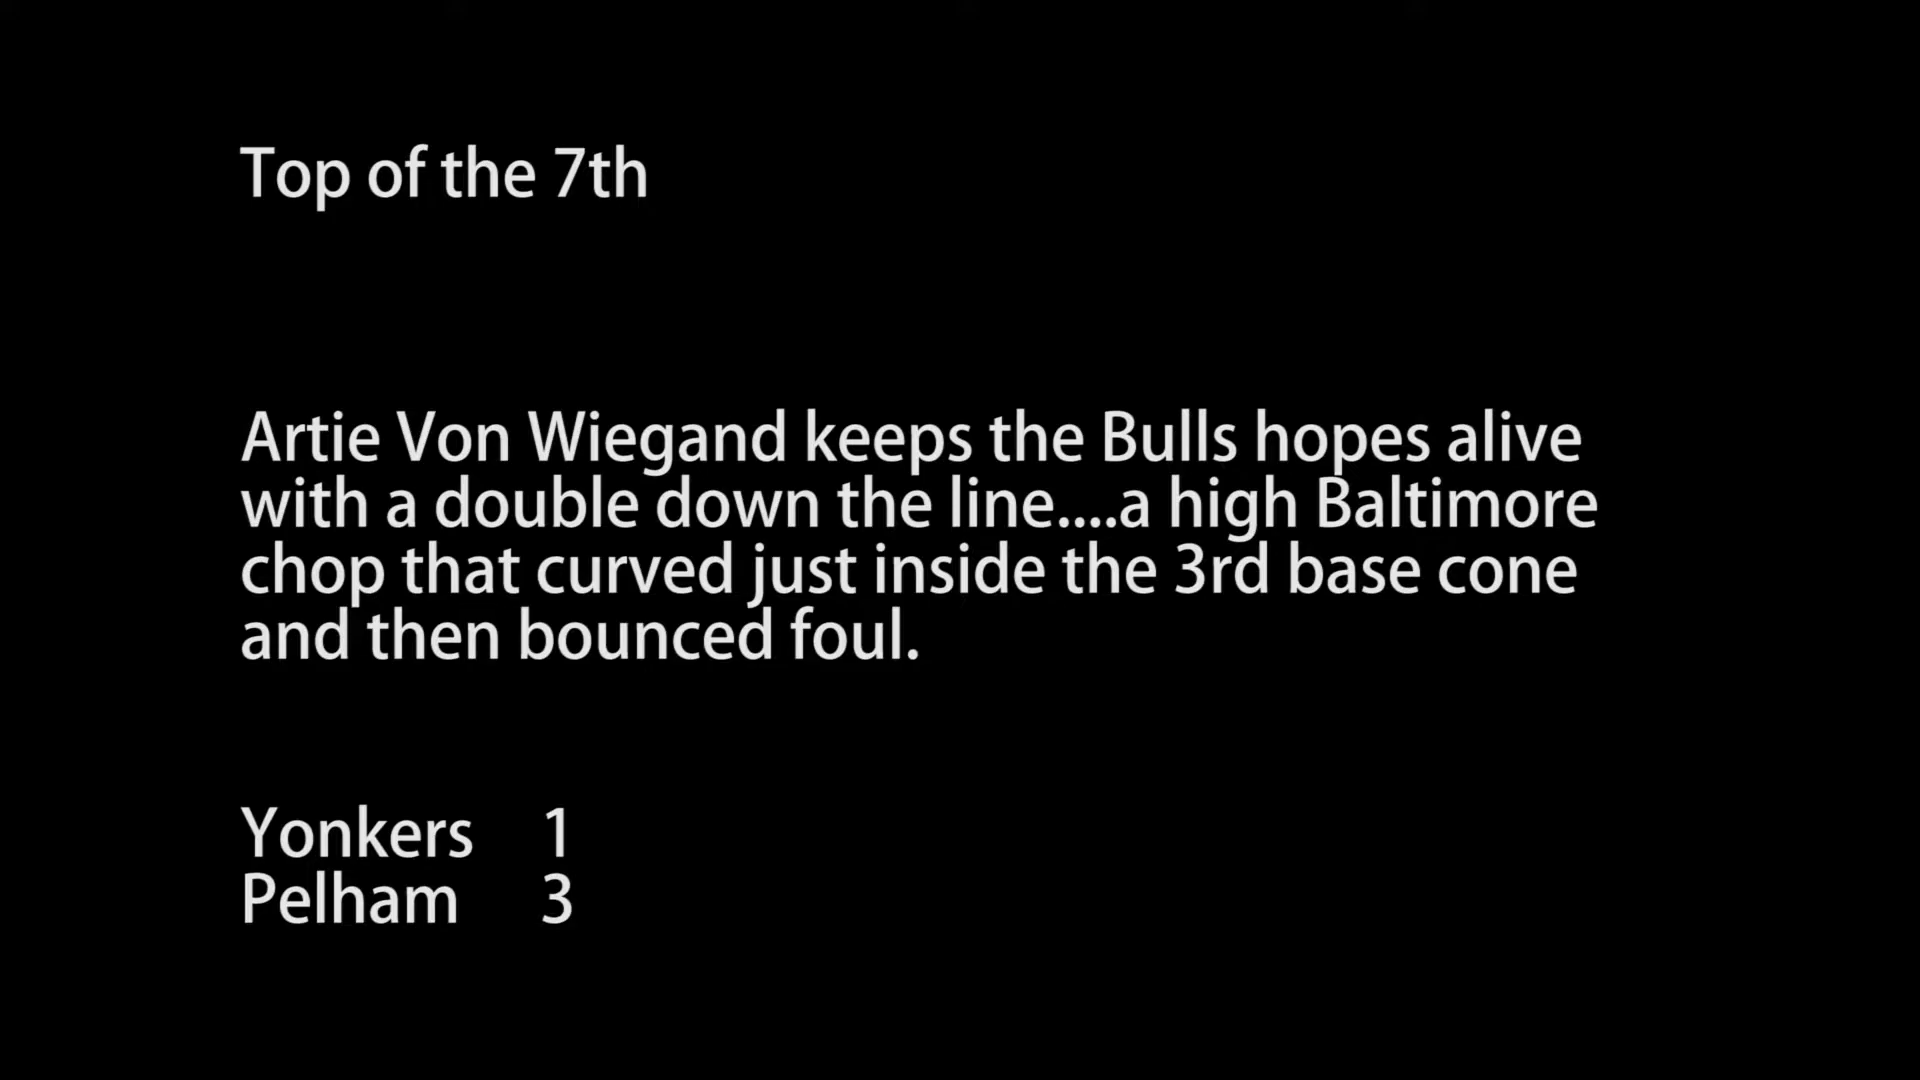 Top of the 7th
Artie Von Wiegand keeps the Bulls hopes alive
with a double down the line....a high Baltimore
chop that curved just inside the 3rd base cone
and then bounced foul.
Yonkers 1
Pelham 3